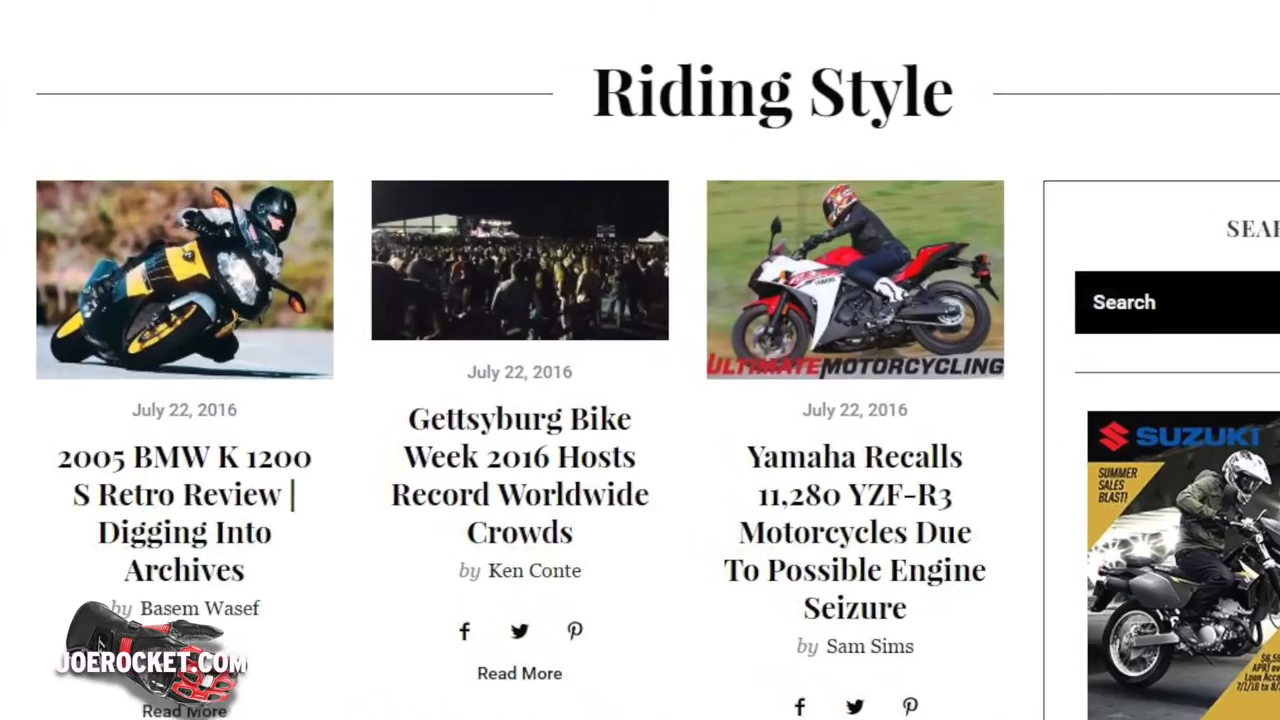 Riding Style
July 22, 2016
2005 BMW K 1200
S Retro Review |
Digging Into
Archives
by Basem Wasef
JOEROCKET.COM
Read More
July 22, 2016
Gettsyburg Bike
Week 2016 Hosts
Record Worldwide
Crowds
by Ken Conte
Read More
ULTIMATE MOTORCYCLING
July 22, 2016
Yamaha Recalls
11,280 YZF-R3
Motorcycles Due
To Possible Engine
Seizure
by Sam Sims
Search
SUZUKI
SUMMER
SALES
BLAST!